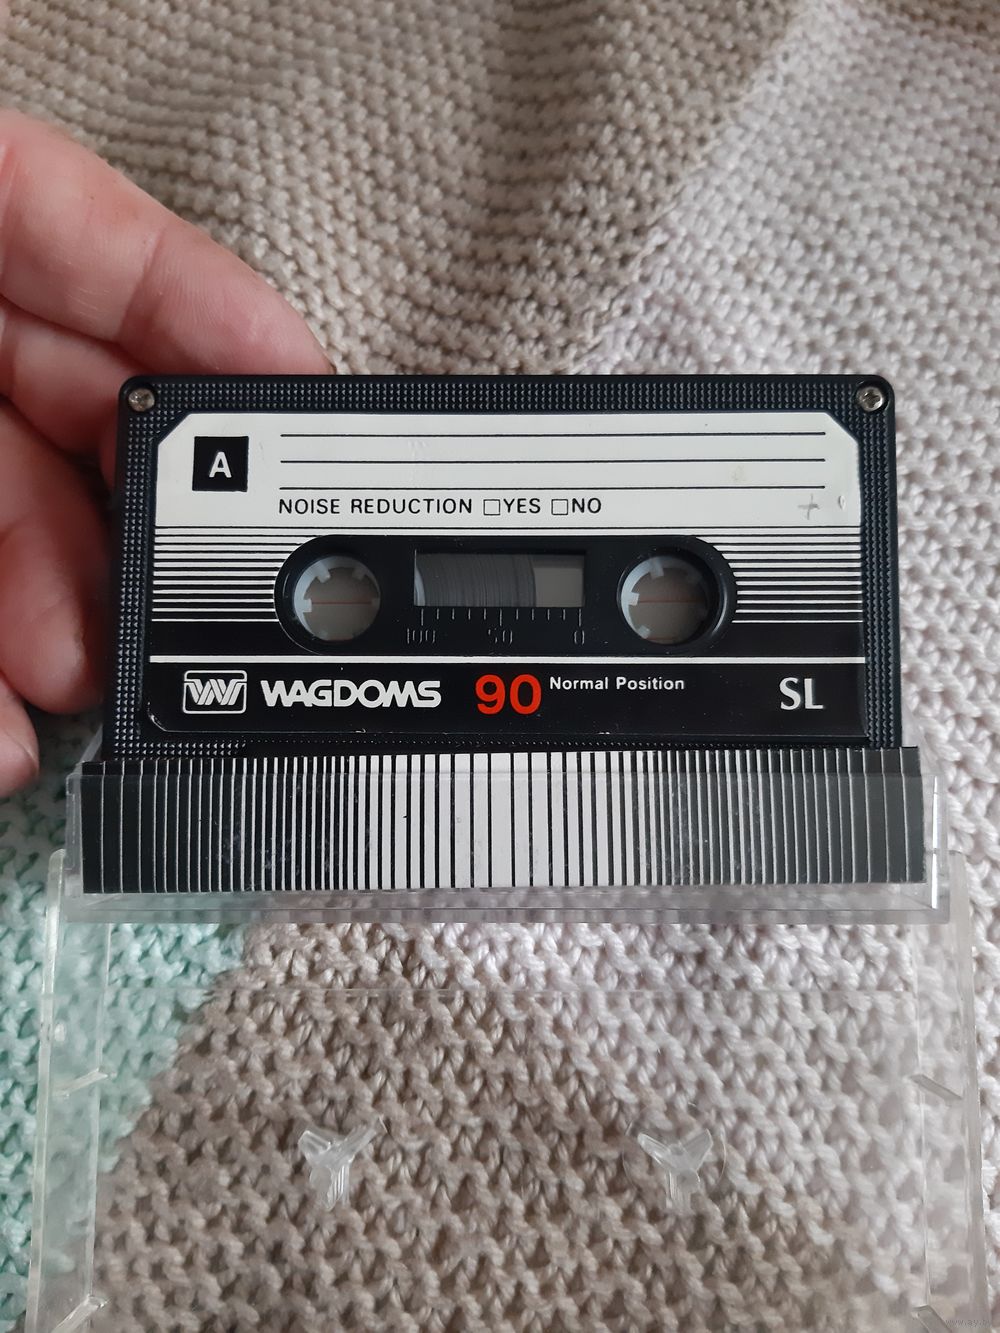 A
NOISE REDUCTION □YES □NO
100 50 0
W WAGDOMS 90 Normal Position SL